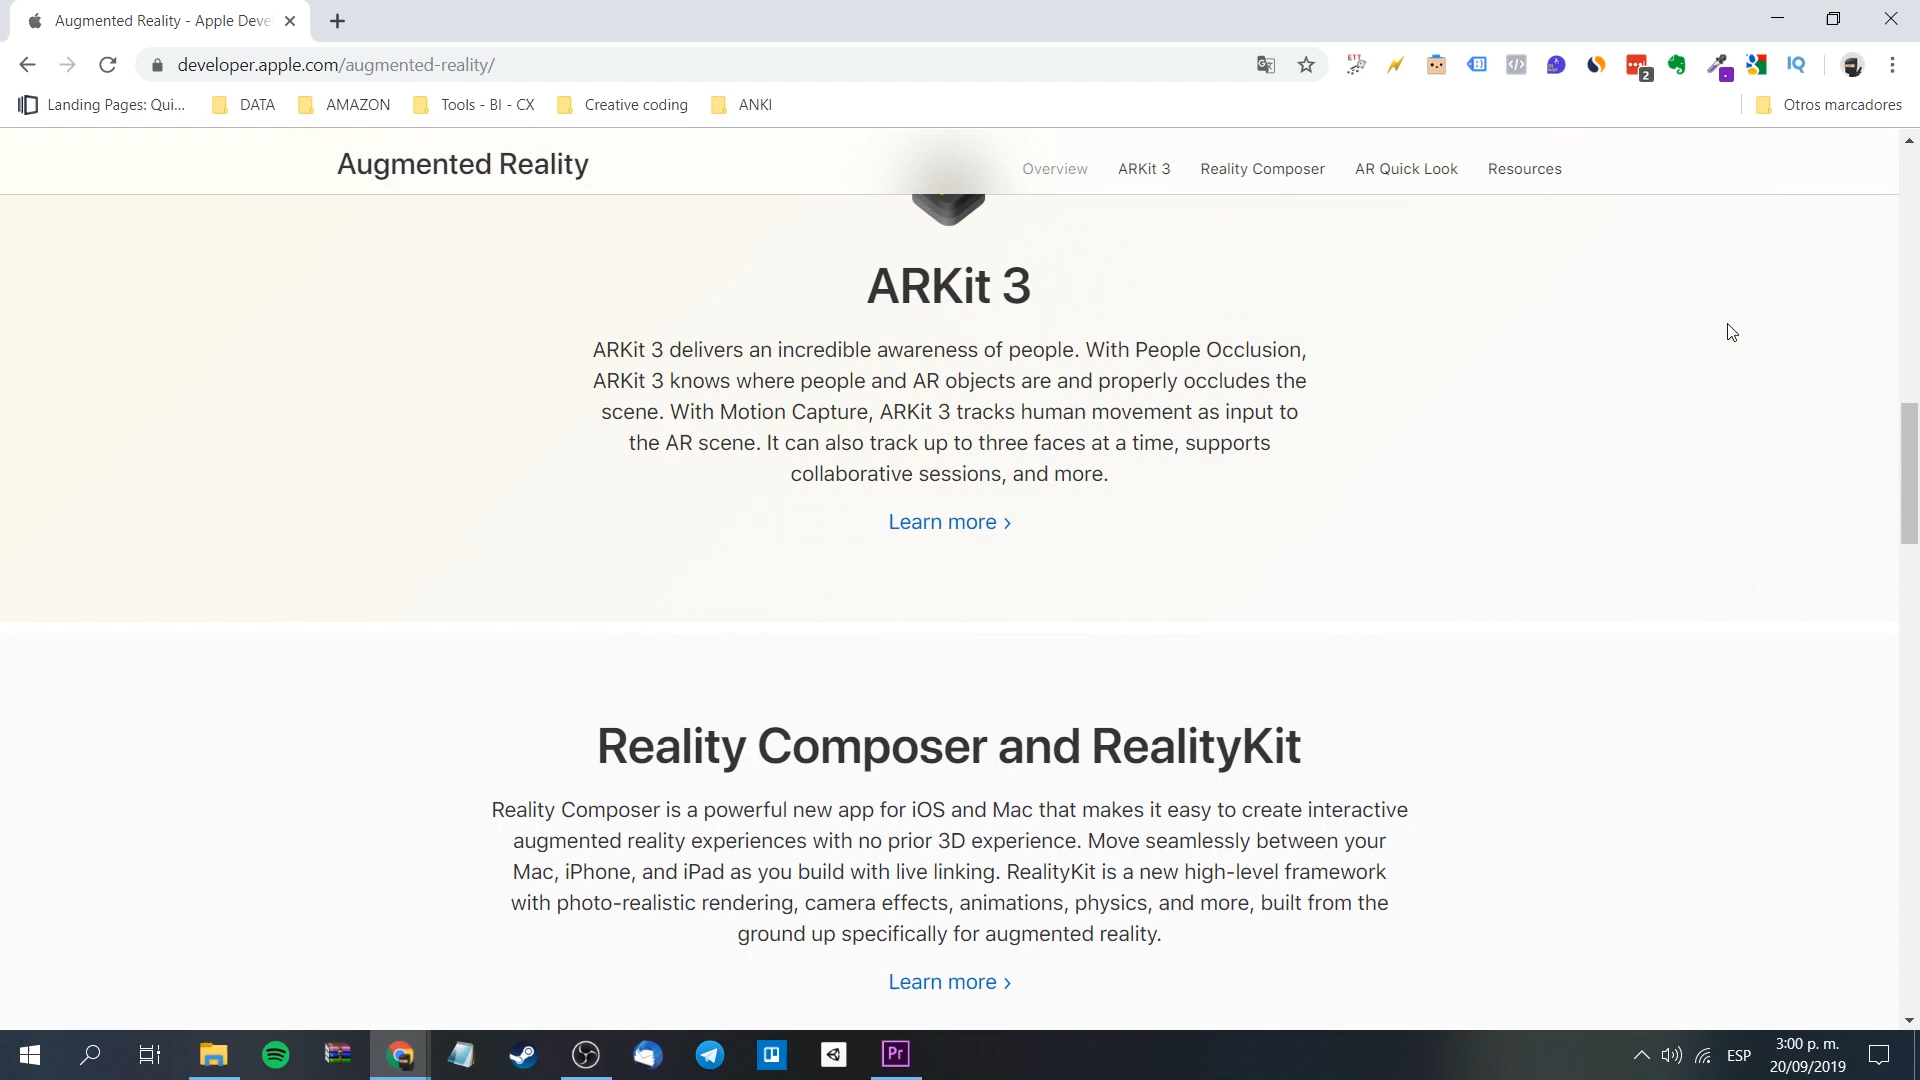 Augmented Reality - Apple Deve
developer.apple.com/augmented-reality/
ETT
2
IQ
Landing Pages: Qui...
DATA
AMAZON
Tools - BI - CX
Creative coding
ANKI
Otros marcadores
Augmented Reality
Overview
ARKit 3
Reality Composer
AR Quick Look
Resources
ARKit 3
ARKit 3 delivers an incredible awareness of people. With People Occlusion,
ARKit 3 knows where people and AR objects are and properly occludes the
scene. With Motion Capture, ARKit 3 tracks human movement as input to
the AR scene. It can also track up to three faces at a time, supports
collaborative sessions, and more.
Learn more ›
Reality Composer and RealityKit
Reality Composer is a powerful new app for iOS and Mac that makes it easy to create interactive
augmented reality experiences with no prior 3D experience. Move seamlessly between your
Mac, iPhone, and iPad as you build with live linking. RealityKit is a new high-level framework
with photo-realistic rendering, camera effects, animations, physics, and more, built from the
ground up specifically for augmented reality.
Learn more ›
Pr
ESP
3:00 p. m.
20/09/2019